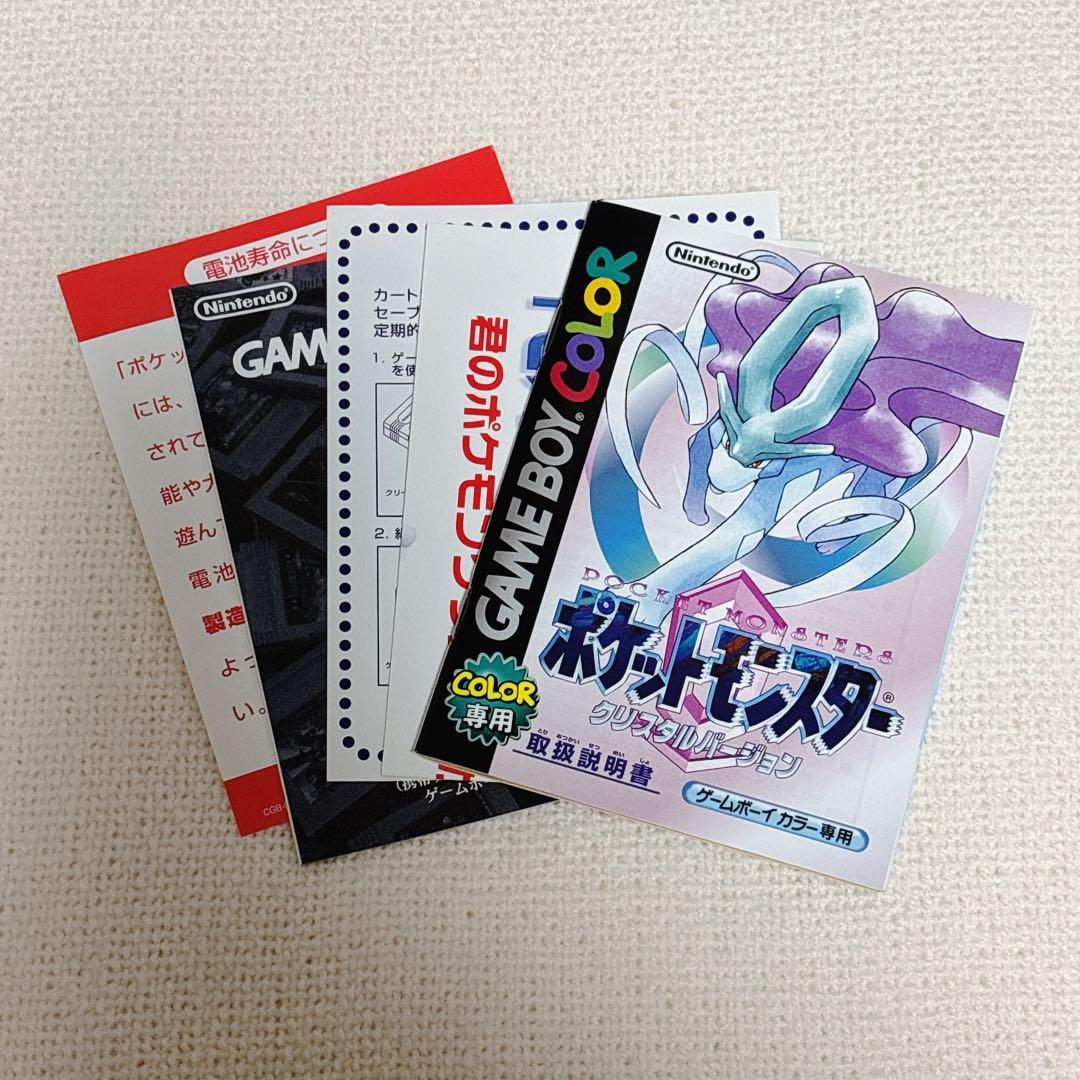 電池寿命につ
「ポケッ
には、
されて
能や
遊ん
電池
製造
よっ
い。
CGB-
Nintendo
GAM
ゲームボ
カート
セーブ
定期的
1. ゲー
を使
クリー
2.
君のポケモン
GAME BOY COLOR
COLOR
専用
Nintendo
POCKET MONSTERS
ポケットモンスター
クリスタルバージョン
とり あつかい せつ めい しょ
取扱説明書
ゲームボーイカラー専用